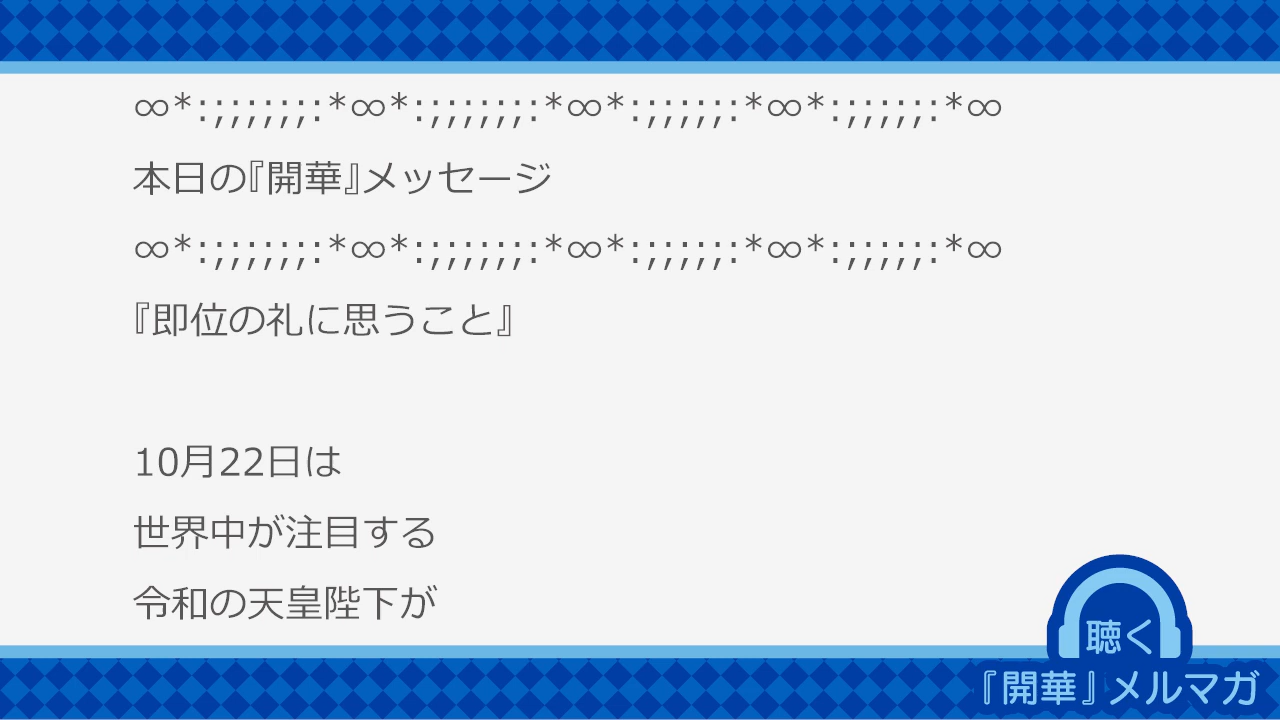 ∞*:;;;;;;:*∞*:;;;;;;:*∞*:;;;;;:*∞*:;;;;;:*∞
本日の『開華』メッセージ
∞*:;;;;;;:*∞*:;;;;;;:*∞*:;;;;;:*∞*:;;;;;:*∞
『即位の礼に思うこと』
10月22日は
世界中が注目する
令和の天皇陛下が
聴く
『開華』メルマガ